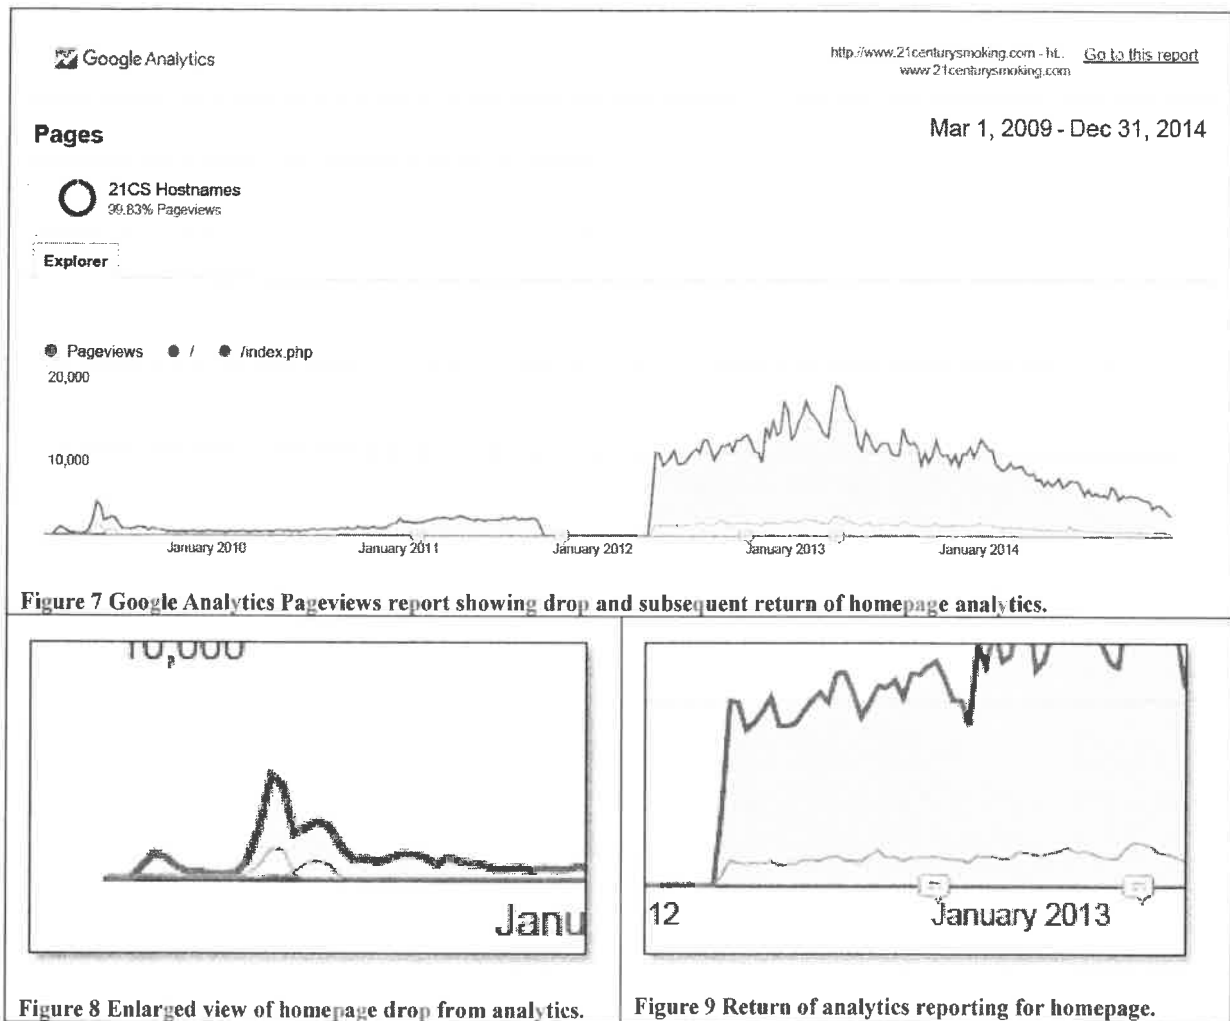 Google Analytics
http://www.21centurysmoking.com - ht..
www.21centurysmoking.com
Go to this report
Pages
Mar 1, 2009 - Dec 31, 2014
21CS Hostnames
99.83% Pageviews
Explorer
Pageviews / /index.php
20,000
10,000
January 2010 January 2011 January 2012 January 2013 January 2014
Figure 7 Google Analytics Pageviews report showing drop and subsequent return of homepage analytics.
10,000
Janu
Figure 8 Enlarged view of homepage drop from analytics.
12 January 2013
Figure 9 Return of analytics reporting for homepage.